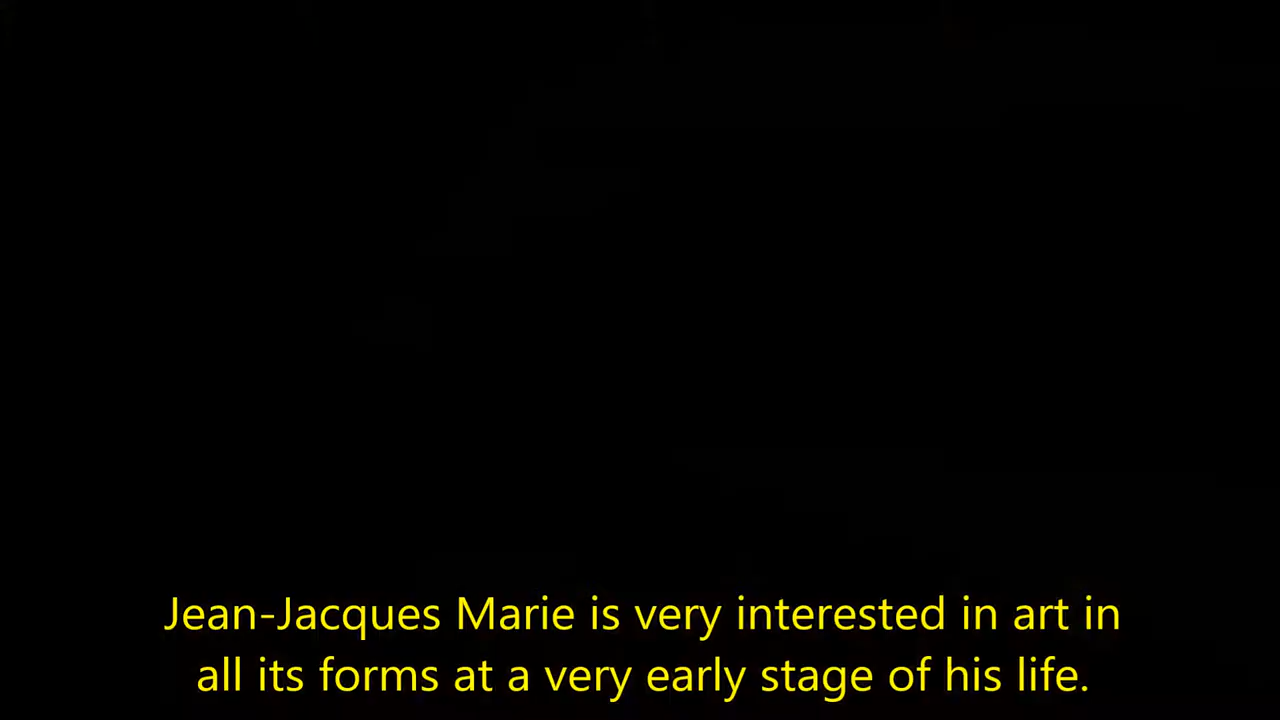 Jean-Jacques Marie is very interested in art in
all its forms at a very early stage of his life.